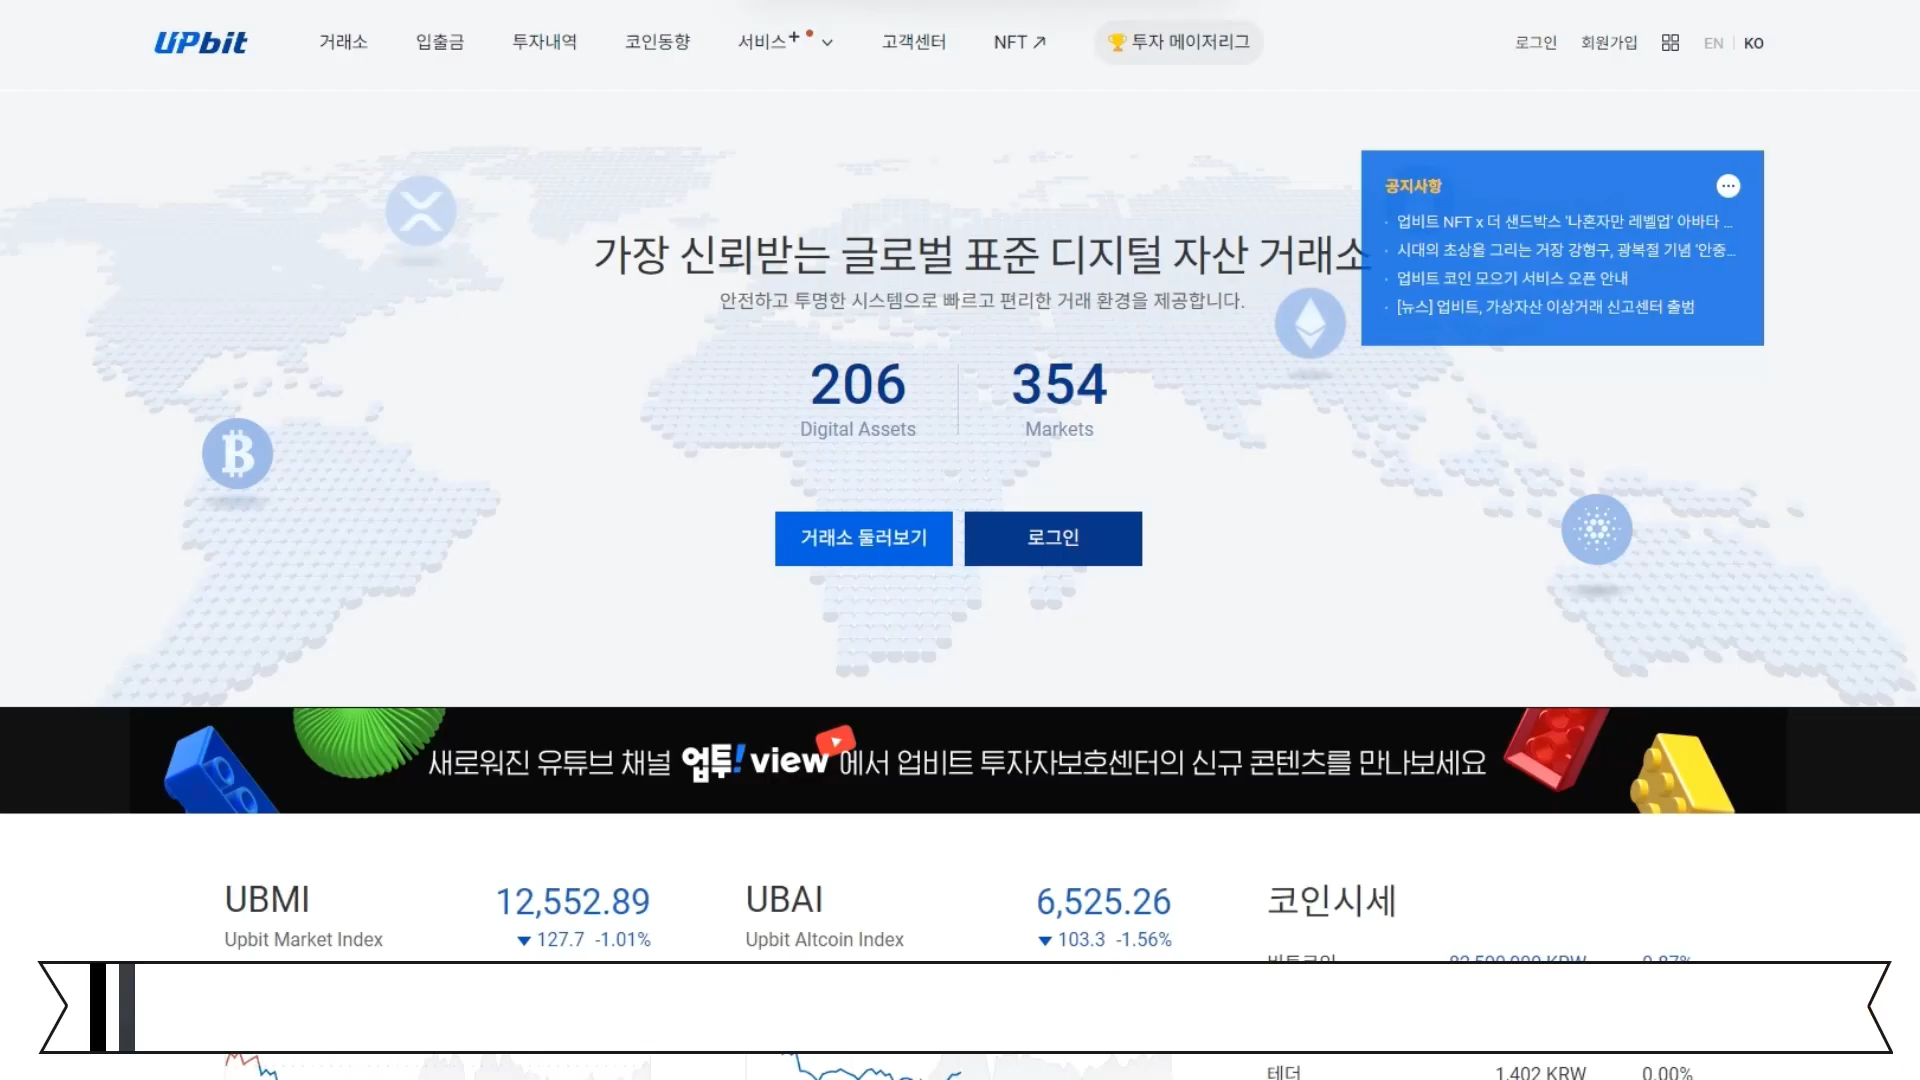 UPbit
거래소 입출금 투자내역 코인동향 서비스+ 고객센터 NFT ↗ 투자 메이저리그
로그인 회원가입 EN KO
공지사항
· 업비트 NFT x 더 샌드박스 '나혼자만 레벨업' 아바타 ...
· 시대의 초상을 그리는 거장 강형구, 광복절 기념 '안중...
· 업비트 코인 모으기 서비스 오픈 안내
· [뉴스] 업비트, 가상자산 이상거래 신고센터 출범
가장 신뢰받는 글로벌 표준 디지털 자산 거래소
안전하고 투명한 시스템으로 빠르고 편리한 거래 환경을 제공합니다.
206 354
Digital Assets Markets
거래소 둘러보기 로그인
새로워진 유튜브 채널 업투! view 에서 업비트 투자자보호센터의 신규 콘텐츠를 만나보세요
UBMI 12,552.89
Upbit Market Index ▼ 127.7 -1.01%
UBAI 6,525.26
Upbit Altcoin Index ▼ 103.3 -1.56%
코인시세
테더 1,402 KRW 0.00%